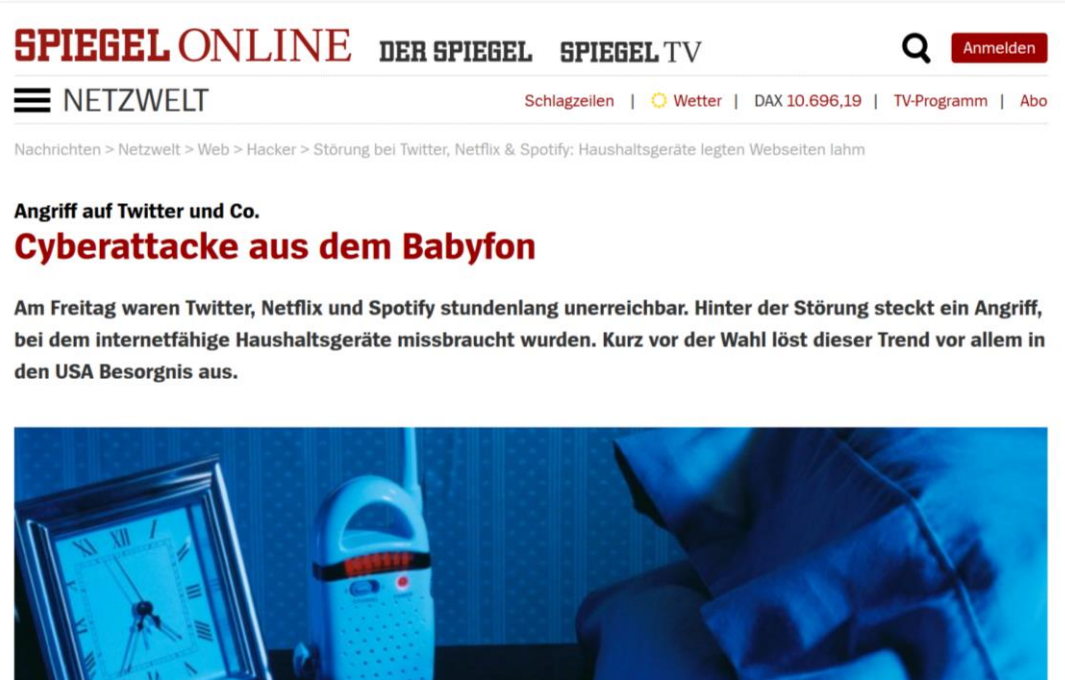 SPIEGEL ONLINE DER SPIEGEL SPIEGEL TV Anmelden
NETZWELT Schlagzeilen | Wetter | DAX 10.696,19 | TV-Programm | Abo
Nachrichten > Netzwelt > Web > Hacker > Störung bei Twitter, Netflix & Spotify: Haushaltsgeräte legten Webseiten lahm
Angriff auf Twitter und Co.
Cyberattacke aus dem Babyfon
Am Freitag waren Twitter, Netflix und Spotify stundenlang unerreichbar. Hinter der Störung steckt ein Angriff,
bei dem internetfähige Haushaltsgeräte missbraucht wurden. Kurz vor der Wahl löst dieser Trend vor allem in
den USA Besorgnis aus.